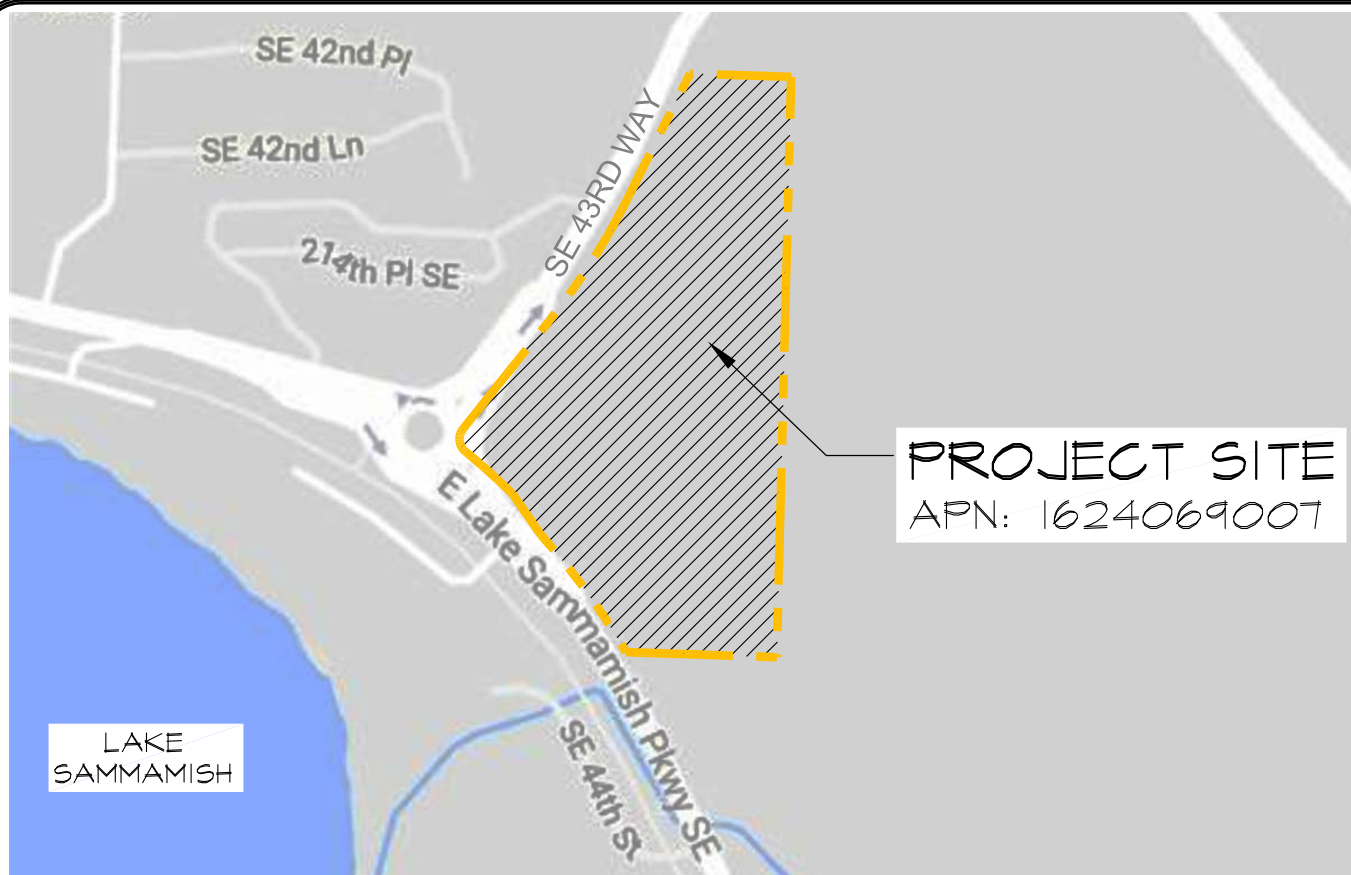 SE 42nd Pl
SE 42nd Ln
214th Pl SE
SE 43RD WAY
E Lake Sammamish Pkwy SE
SE 44th St
PROJECT SITE
APN: 1624069007
LAKE
SAMMAMISH